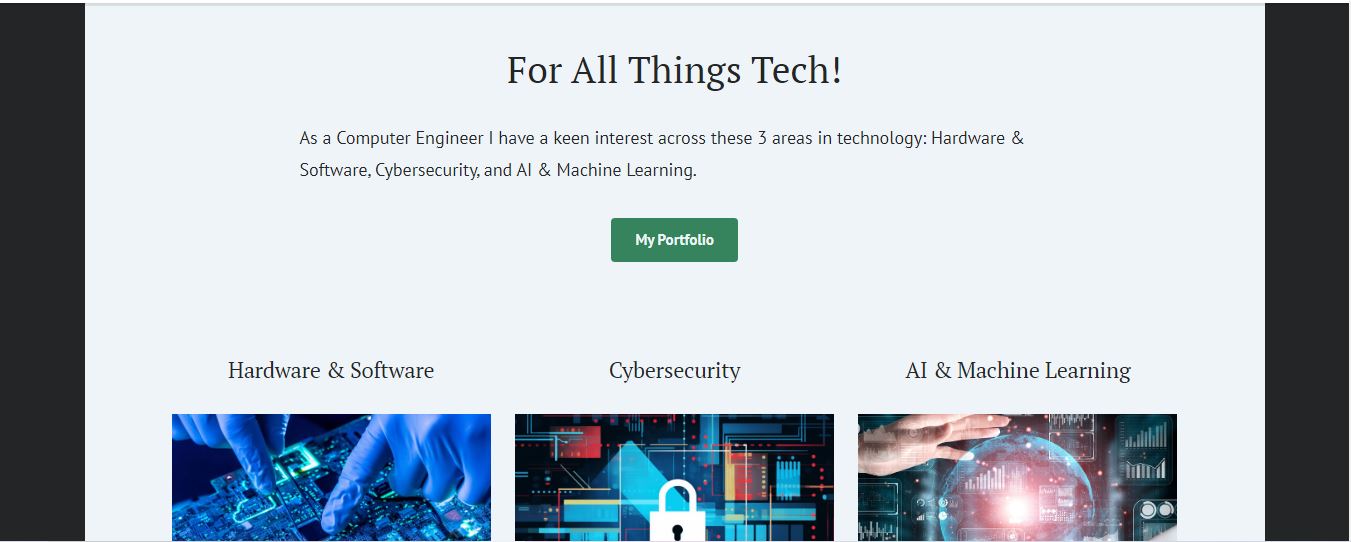 For All Things Tech!
As a Computer Engineer I have a keen interest across these 3 areas in technology: Hardware &
Software, Cybersecurity, and AI & Machine Learning.
My Portfolio
Hardware & Software
Cybersecurity
AI & Machine Learning